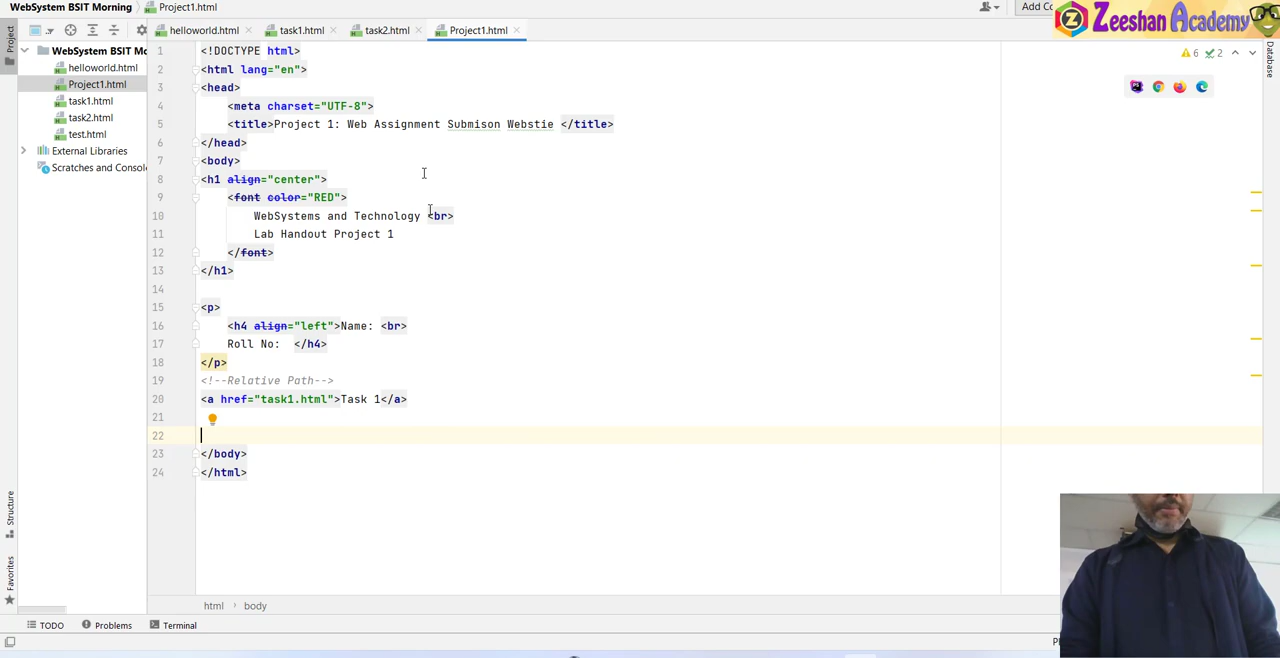 WebSystem BSIT Morning
Project1.html
Add Co
Zeeshan Academy
Project
helloworld.html
task1.html
task2.html
Project1.html
WebSystem BSIT Mo
helloworld.html
Project1.html
task1.html
task2.html
test.html
External Libraries
Scratches and Consol
6
2
Database
1 <!DOCTYPE html>
2 <html lang="en">
3 <head>
4 <meta charset="UTF-8">
5 <title>Project 1: Web Assignment Submison Webstie </title>
6 </head>
7 <body>
8 <h1 align="center">
9 <font color="RED">
10 WebSystems and Technology <br>
11 Lab Handout Project 1
12 </font>
13 </h1>
14
15 <p>
16 <h4 align="left">Name: <br>
17 Roll No:  </h4>
18 </p>
19 <!--Relative Path-->
20 <a href="task1.html">Task 1</a>
21
22
23 </body>
24 </html>
Structure
Favorites
html
body
TODO
Problems
Terminal